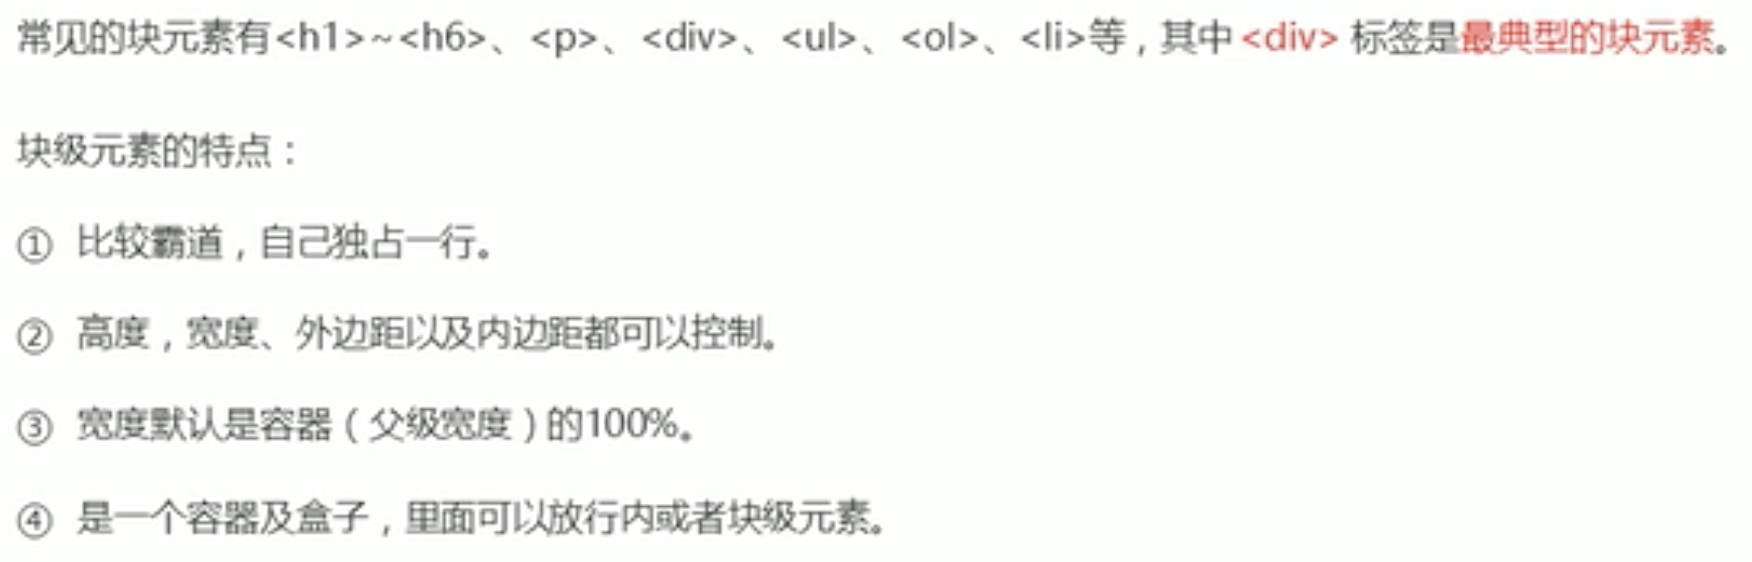 常见的块元素有<h1>~<h6>、<p>、<div>、<ul>、<ol>、<li>等，其中<div> 标签是最典型的块元素。
块级元素的特点：
① 比较霸道，自己独占一行。
② 高度，宽度、外边距以及内边距都可以控制。
③ 宽度默认是容器（父级宽度）的100%。
④ 是一个容器及盒子，里面可以放行内或者块级元素。